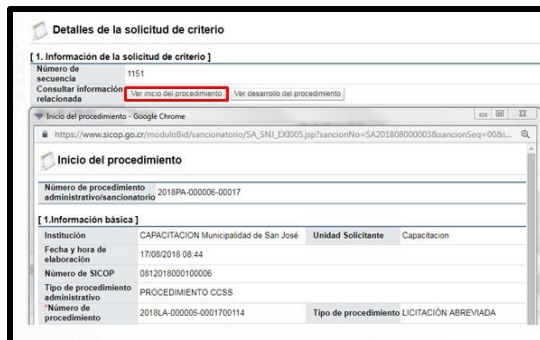 Detalles de la solicitud de criterio
[ 1. Información de la solicitud de criterio ]
Número de secuencia 1151
Consultar información relacionada Ver inicio del procedimiento Ver desarrollo del procedimiento
Inicio del procedimiento - Google Chrome
https://www.sicop.go.cr/moduloBid/sancionatorio/SA_SNJ_EX005.jsp?sancionNo=SA201808000003&sancionSeq=00&i...
Inicio del procedimiento
Número de procedimiento administrativo/sancionatorio 2018PA-000006-00017
[ 1.Información básica ]
Institución CAPACITACION Municipalidad de San José Unidad Solicitante Capacitacion
Fecha y hora de elaboración 17/08/2018 08:44
Número de SICOP 0812018000100006
Tipo de procedimiento administrativo PROCEDIMIENTO CCSS
*Número de procedimiento 2018LA-000005-0001700114 Tipo de procedimiento LICITACIÓN ABREVIADA